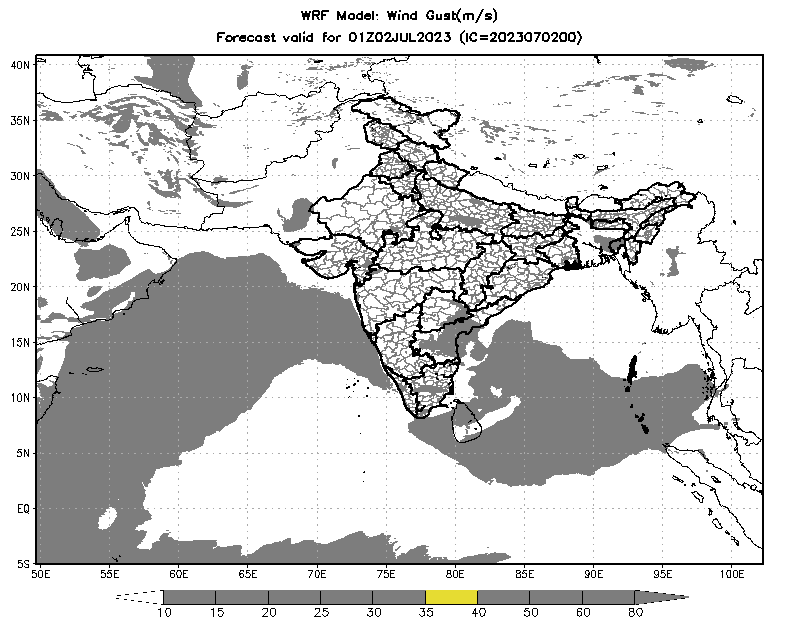 WRF Model: Wind Gust(m/s)
Forecast valid for 01Z02JUL2023 (IC=2023070200)
40N
35N
30N
25N
20N
15N
10N
5N
EQ
5S
50E 55E 60E 65E 70E 75E 80E 85E 90E 95E 100E
10 15 20 25 30 35 40 50 60 80